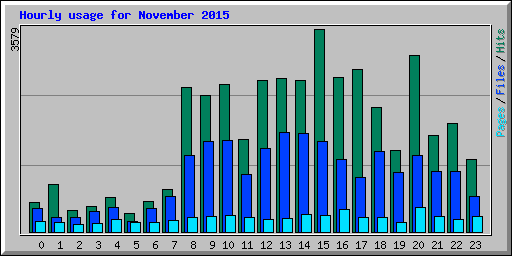 Hourly usage for November 2015
3579
Pages / Files / Hits
0 1 2 3 4 5 6 7 8 9 10 11 12 13 14 15 16 17 18 19 20 21 22 23